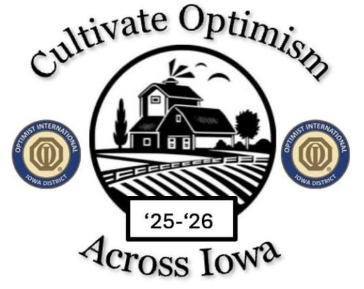 Cultivate Optimism
OPTIMIST INTERNATIONAL
IOWA DISTRICT
OPTIMIST INTERNATIONAL
IOWA DISTRICT
‘25-‘26
Across Iowa